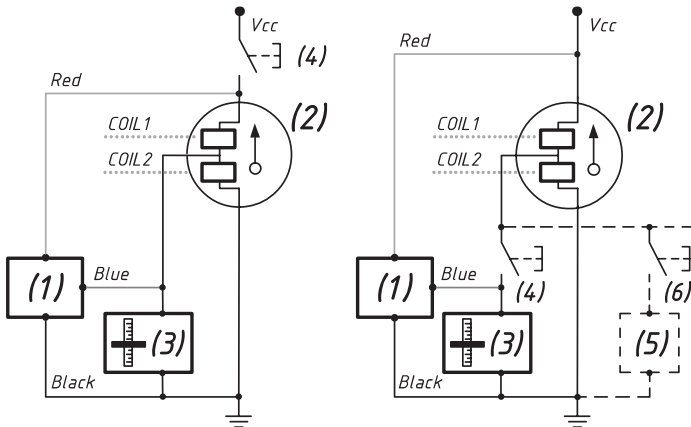 Vcc
(4)
Red
(2)
COIL1
COIL2
(1)
Blue
(3)
Black
Vcc
Red
(2)
COIL1
COIL2
(1)
Blue
(4)
(6)
(3)
(5)
Black